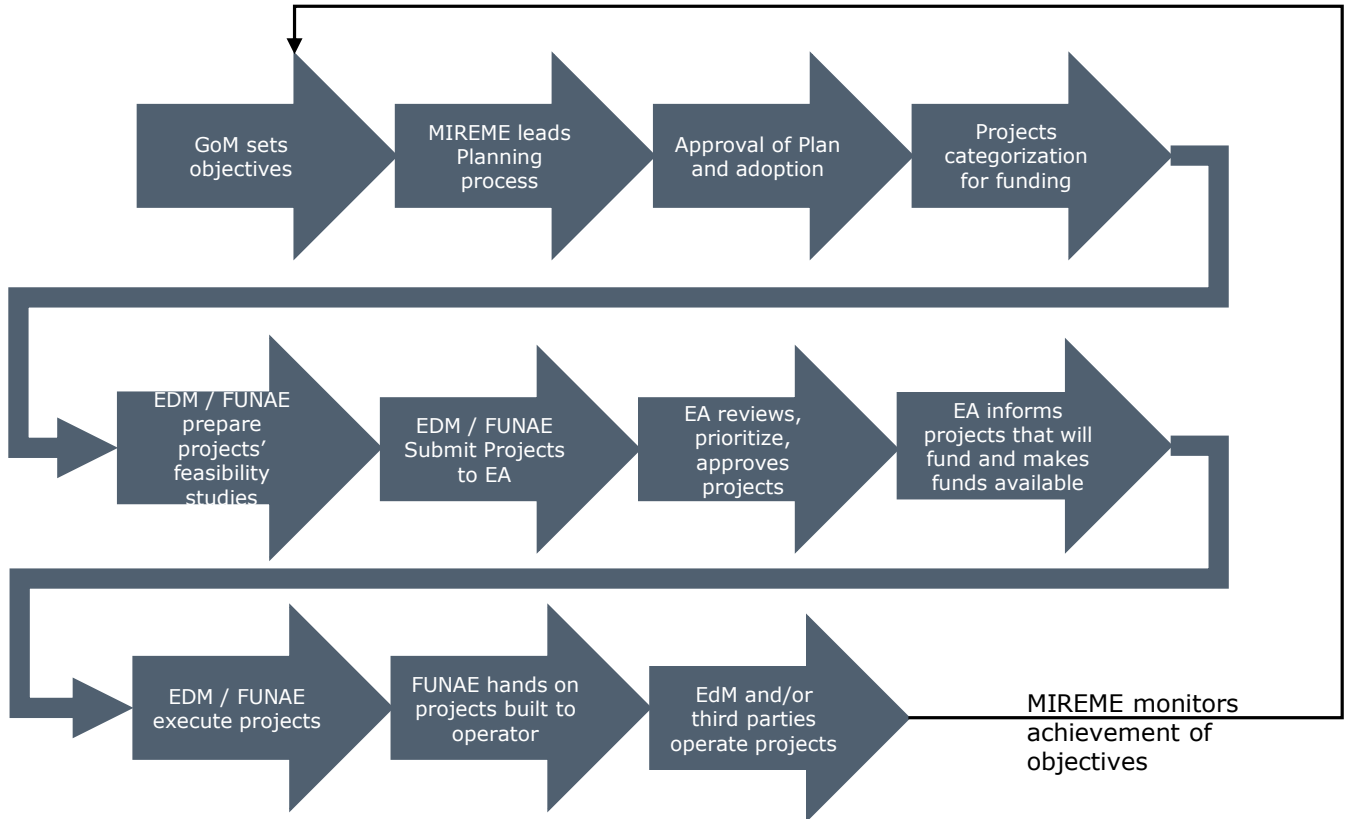 GoM sets
objectives
MIREME leads
Planning
process
Approval of Plan
and adoption
Projects
categorization
for funding
EDM / FUNAE
prepare
projects’
feasibility
studies
EDM / FUNAE
Submit Projects
to EA
EA reviews,
prioritize,
approves
projects
EA informs
projects that will
fund and makes
funds available
EDM / FUNAE
execute projects
FUNAE hands on
projects built to
operator
EdM and/or
third parties
operate projects
MIREME monitors
achievement of
objectives